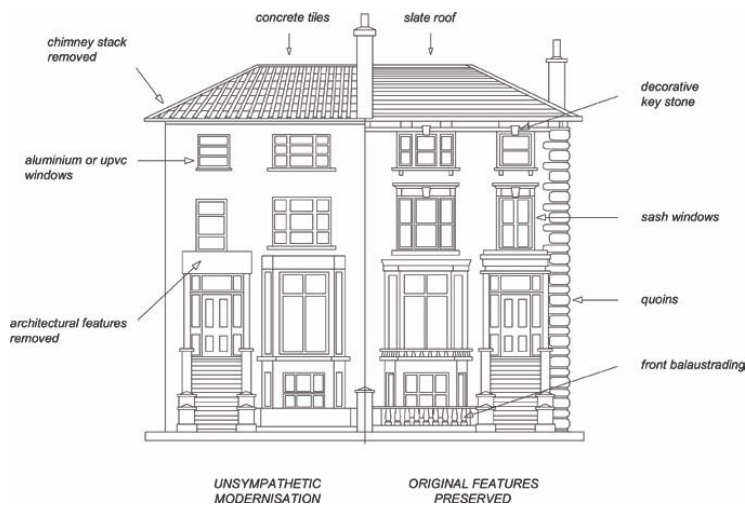 concrete tiles
slate roof
chimney stack
removed
decorative
key stone
aluminium or upvc
windows
sash windows
architectural features
removed
quoins
front balaustrading
UNSYMPATHETIC
MODERNISATION
ORIGINAL FEATURES
PRESERVED